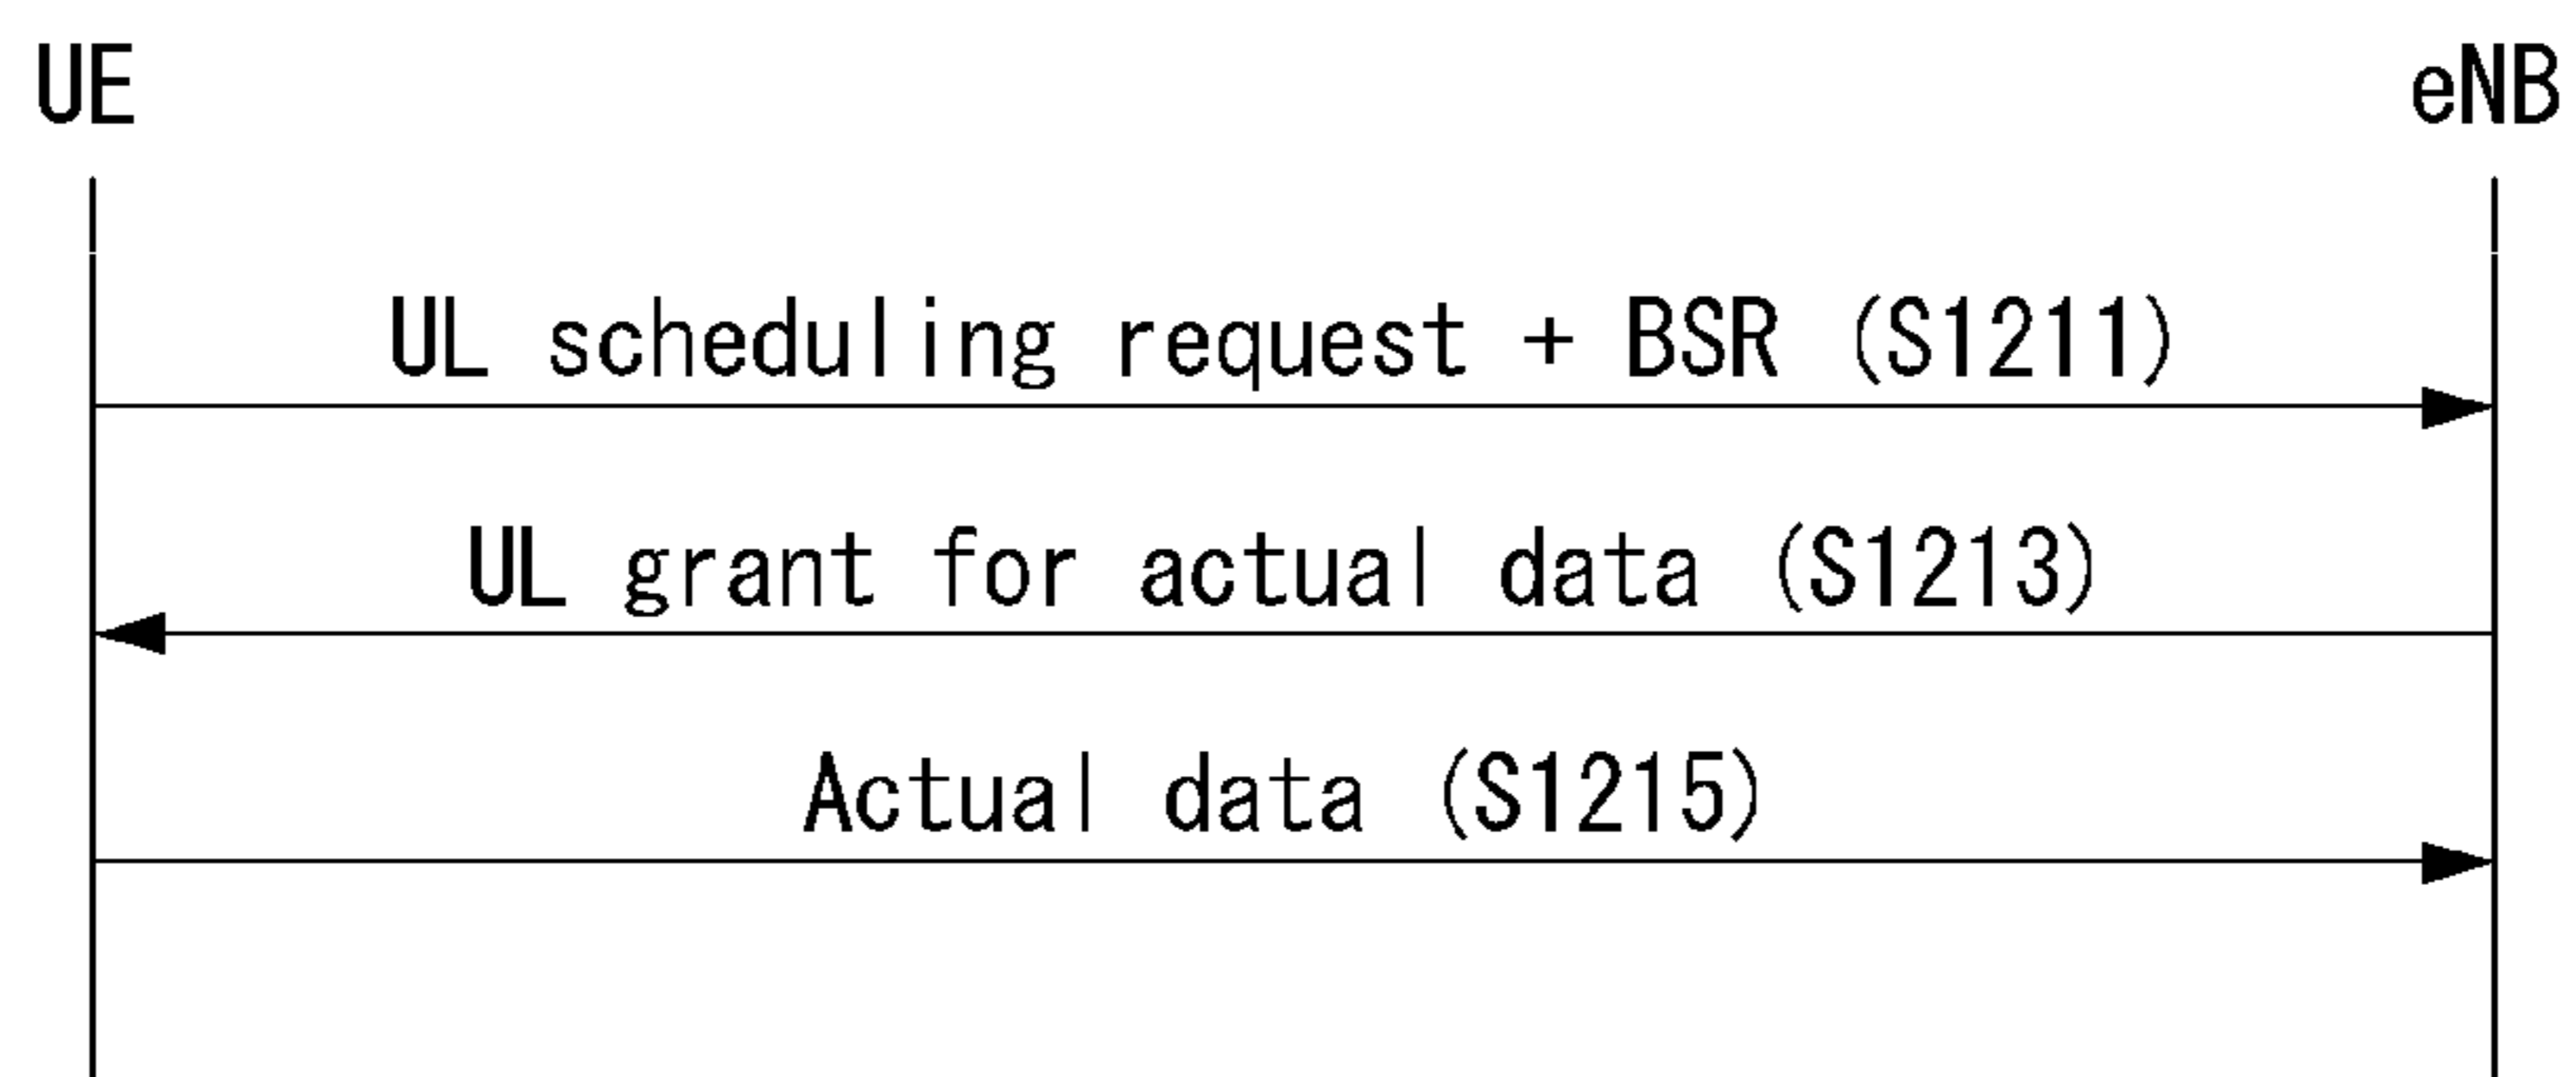 UE eNB
UL scheduling request + BSR (S1211)
UL grant for actual data (S1213)
Actual data (S1215)